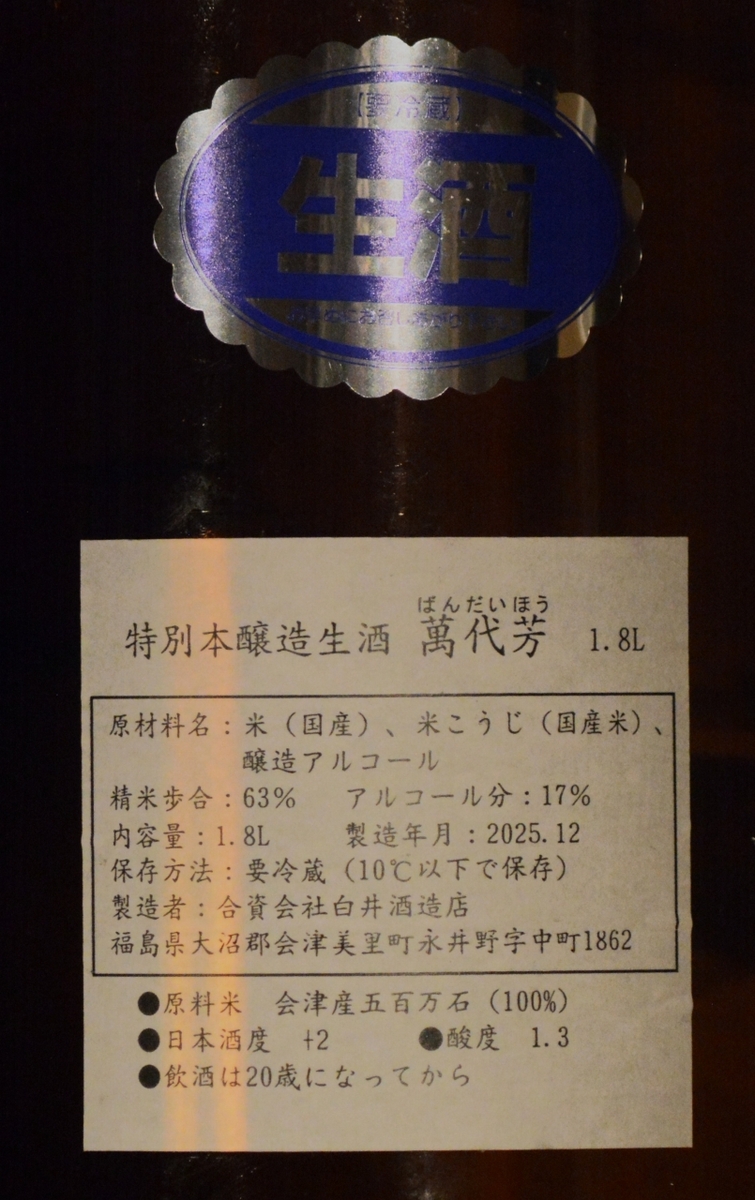 【要冷蔵】
生酒
ばんだいほう
特別本醸造生酒 萬代芳 1.8L
原材料名：米（国産）、米こうじ（国産米）、
醸造アルコール
精米歩合：63% アルコール分：17%
内容量：1.8L 製造年月：2025.12
保存方法：要冷蔵（10℃以下で保存）
製造者：合資会社白井酒造店
福島県大沼郡会津美里町永井野字中町1862
●原料米 会津産五百万石（100%）
●日本酒度 +2 ●酸度 1.3
●飲酒は20歳になってから